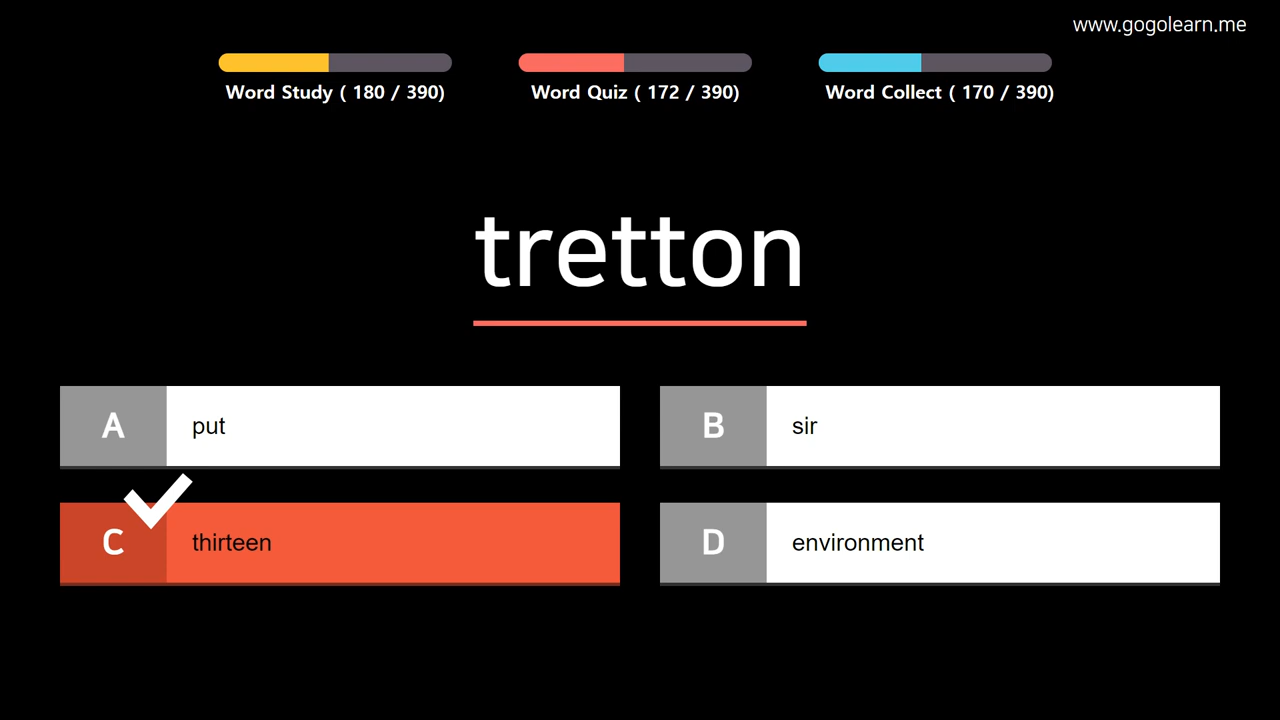 www.gogolearn.me
Word Study ( 180 / 390)
Word Quiz ( 172 / 390)
Word Collect ( 170 / 390)
tretton
A put
B sir
C thirteen
D environment